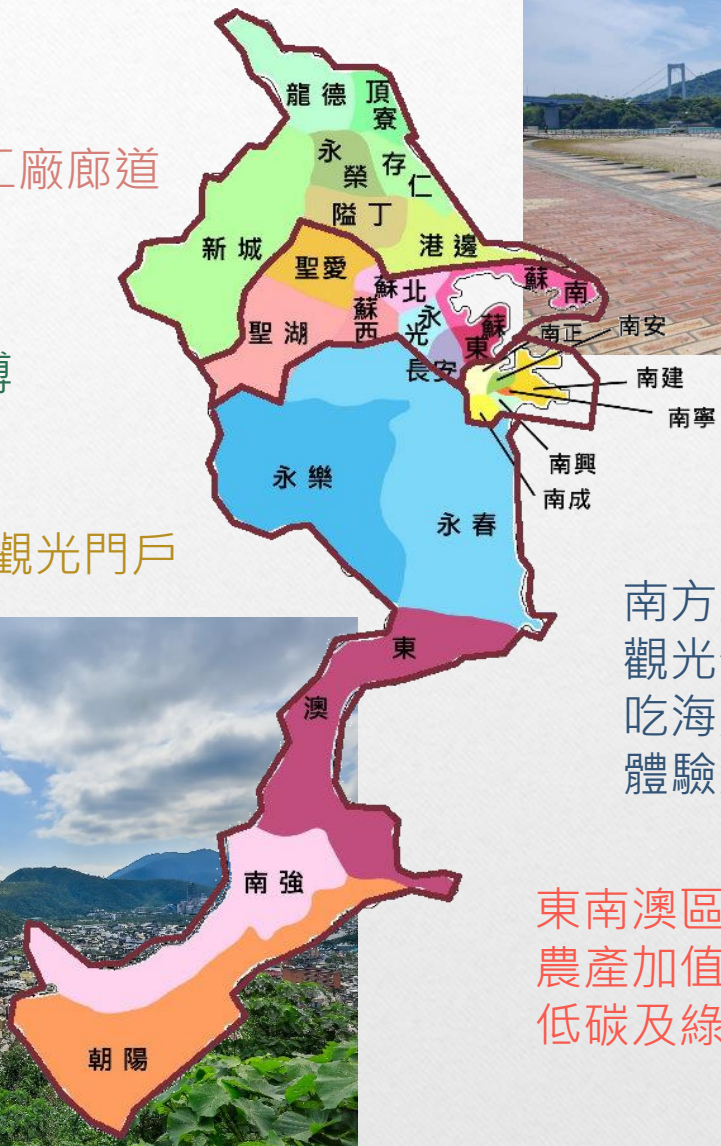 龍德
頂寮
工廠廊道
永榮
存仁
隘丁
新城
港邊
聖愛
蘇北
蘇南
聖湖
蘇西
永光
蘇東
南正
南安
長安
南建
南寧
南興
南成
永樂
永春
觀光門戶
南方
觀光
吃海
體驗
東
澳
南強
東南澳區
農產加值
低碳及綠
朝陽